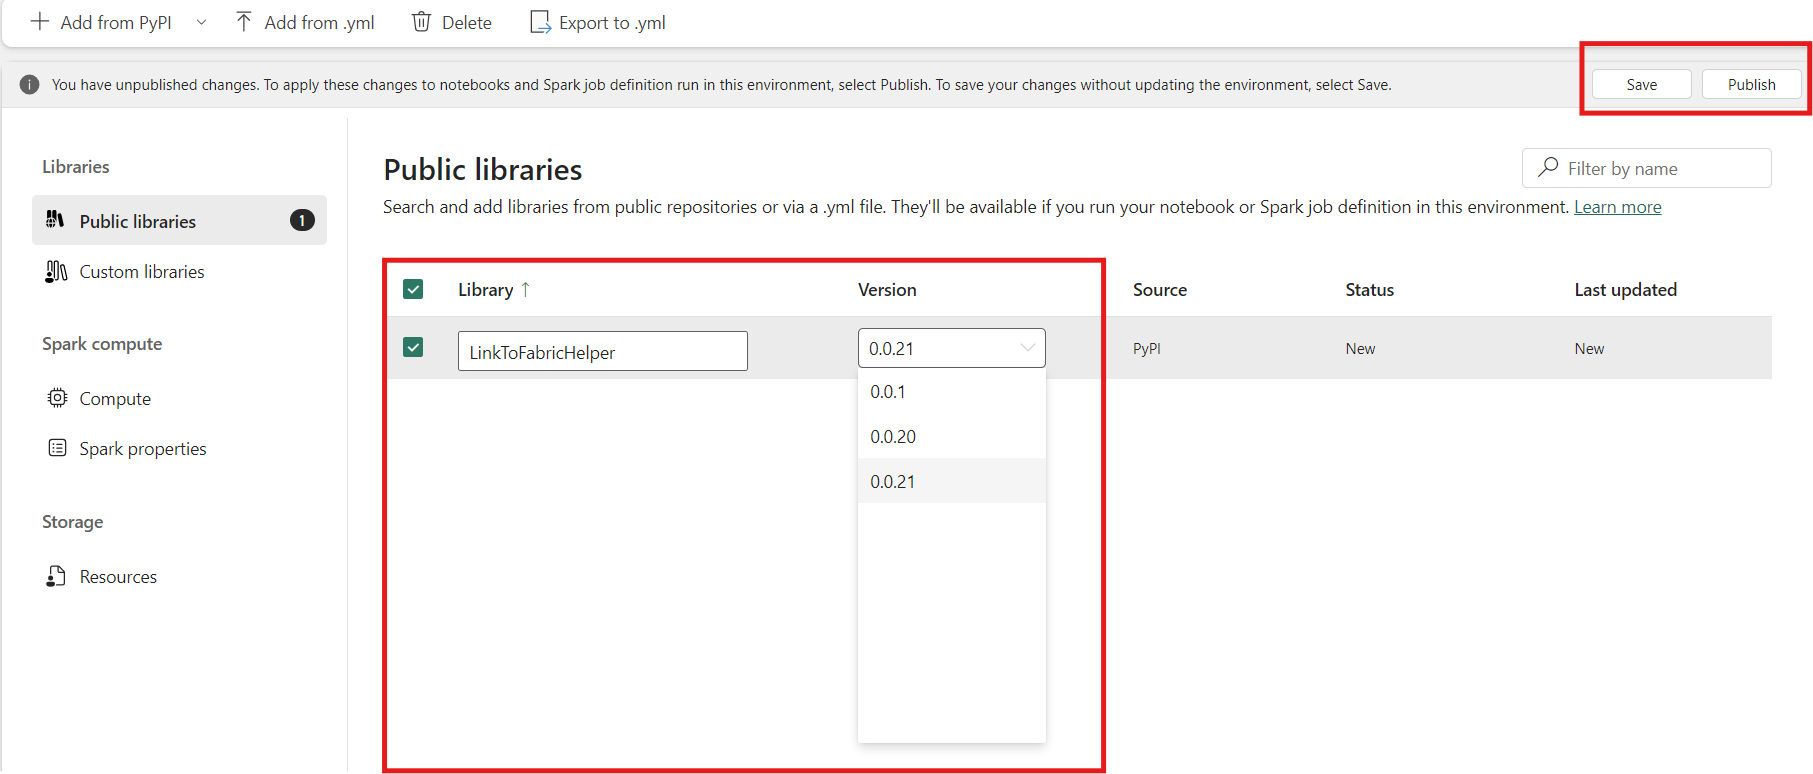 Add from PyPI
Add from .yml
Delete
Export to .yml
You have unpublished changes. To apply these changes to notebooks and Spark job definition run in this environment, select Publish. To save your changes without updating the environment, select Save.
Save
Publish
Libraries
Public libraries
1
Custom libraries
Spark compute
Compute
Spark properties
Storage
Resources
Public libraries
Filter by name
Search and add libraries from public repositories or via a .yml file. They'll be available if you run your notebook or Spark job definition in this environment. Learn more
Library ↑ Version Source Status Last updated
LinkToFabricHelper 0.0.21 PyPI New New
0.0.1
0.0.20
0.0.21